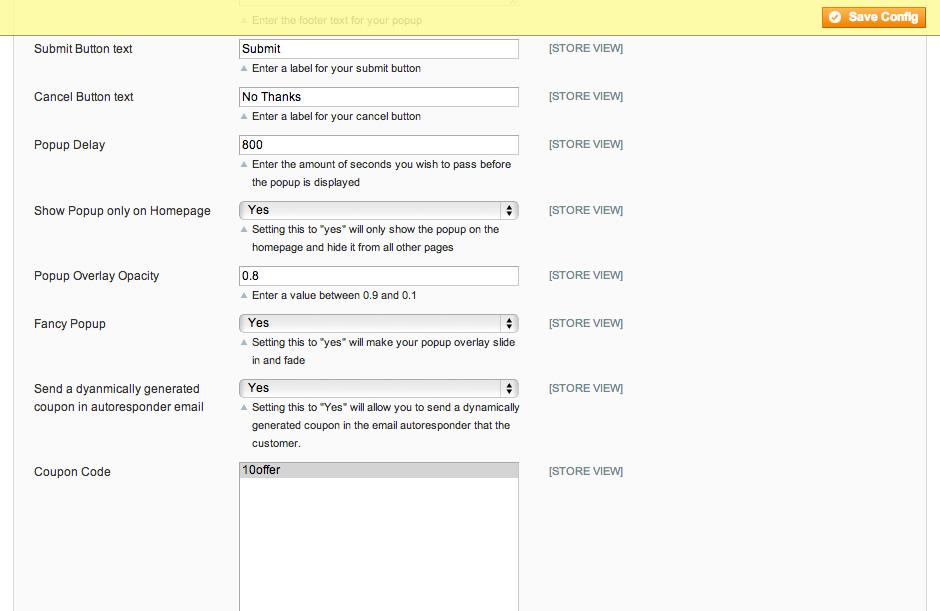 Enter the footer text for your popup
Save Config
Submit Button text
Submit
[STORE VIEW]
Enter a label for your submit button
Cancel Button text
No Thanks
[STORE VIEW]
Enter a label for your cancel button
Popup Delay
800
[STORE VIEW]
Enter the amount of seconds you wish to pass before
the popup is displayed
Show Popup only on Homepage
Yes
[STORE VIEW]
Setting this to "yes" will only show the popup on the
homepage and hide it from all other pages
Popup Overlay Opacity
0.8
[STORE VIEW]
Enter a value between 0.9 and 0.1
Fancy Popup
Yes
[STORE VIEW]
Setting this to "yes" will make your popup overlay slide
in and fade
Send a dyanmically generated
coupon in autoresponder email
Yes
[STORE VIEW]
Setting this to "Yes" will allow you to send a dynamically
generated coupon in the email autoresponder that the
customer.
Coupon Code
10offer
[STORE VIEW]